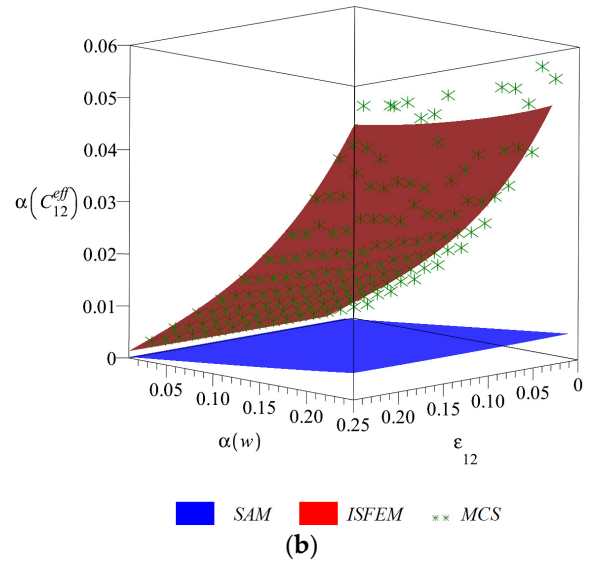 0.06
0.05
0.04
α(C₁₂ᵉᶠᶠ) 0.03
0.02
0.01
0
0.05 0.10 0.15 0.20 0.25
0.20 0.15 0.10 0.05 0
α(w)
ε₁₂
SAM ISFEM MCS
(b)